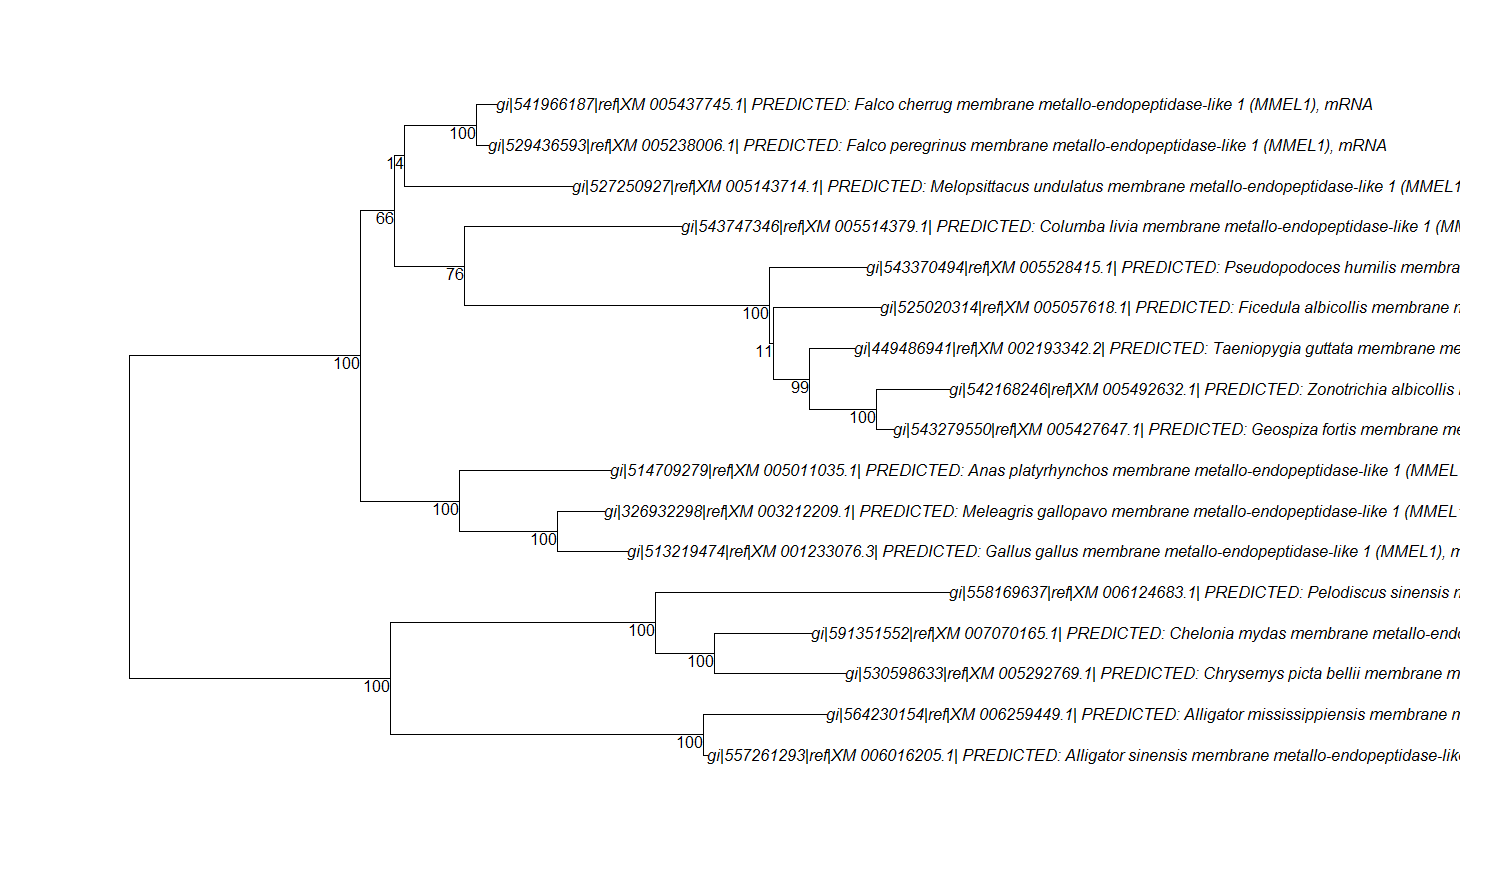 gi|541966187|ref|XM 005437745.1| PREDICTED: Falco cherrug membrane metallo-endopeptidase-like 1 (MMEL1), mRNA
100
gi|529436593|ref|XM 005238006.1| PREDICTED: Falco peregrinus membrane metallo-endopeptidase-like 1 (MMEL1), mRNA
14
gi|527250927|ref|XM 005143714.1| PREDICTED: Melopsittacus undulatus membrane metallo-endopeptidase-like 1 (MMEL1
66
gi|543747346|ref|XM 005514379.1| PREDICTED: Columba livia membrane metallo-endopeptidase-like 1 (MM
76
gi|543370494|ref|XM 005528415.1| PREDICTED: Pseudopodoces humilis membra
100
gi|525020314|ref|XM 005057618.1| PREDICTED: Ficedula albicollis membrane
11
gi|449486941|ref|XM 002193342.2| PREDICTED: Taeniopygia guttata membrane me
100
99
gi|542168246|ref|XM 005492632.1| PREDICTED: Zonotrichia albicollis
100
gi|543279550|ref|XM 005427647.1| PREDICTED: Geospiza fortis membrane me
gi|514709279|ref|XM 005011035.1| PREDICTED: Anas platyrhynchos membrane metallo-endopeptidase-like 1 (MMEL
100
gi|326932298|ref|XM 003212209.1| PREDICTED: Meleagris gallopavo membrane metallo-endopeptidase-like 1 (MMEL
100
gi|513219474|ref|XM 001233076.3| PREDICTED: Gallus gallus membrane metallo-endopeptidase-like 1 (MMEL1), m
gi|558169637|ref|XM 006124683.1| PREDICTED: Pelodiscus sinensis
100
gi|591351552|ref|XM 007070165.1| PREDICTED: Chelonia mydas membrane metallo-endo
100
gi|530598633|ref|XM 005292769.1| PREDICTED: Chrysemys picta bellii membrane m
100
gi|564230154|ref|XM 006259449.1| PREDICTED: Alligator mississippiensis membrane
100
gi|557261293|ref|XM 006016205.1| PREDICTED: Alligator sinensis membrane metallo-endopeptidase-like